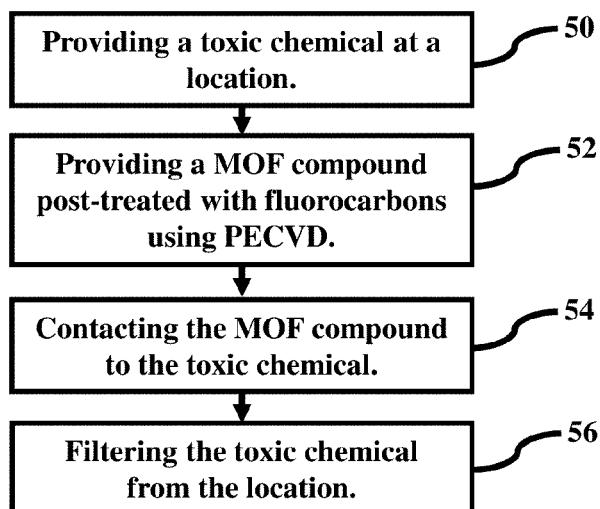 Providing a toxic chemical at a
location.
50
Providing a MOF compound
post-treated with fluorocarbons
using PECVD.
52
Contacting the MOF compound
to the toxic chemical.
54
Filtering the toxic chemical
from the location.
56